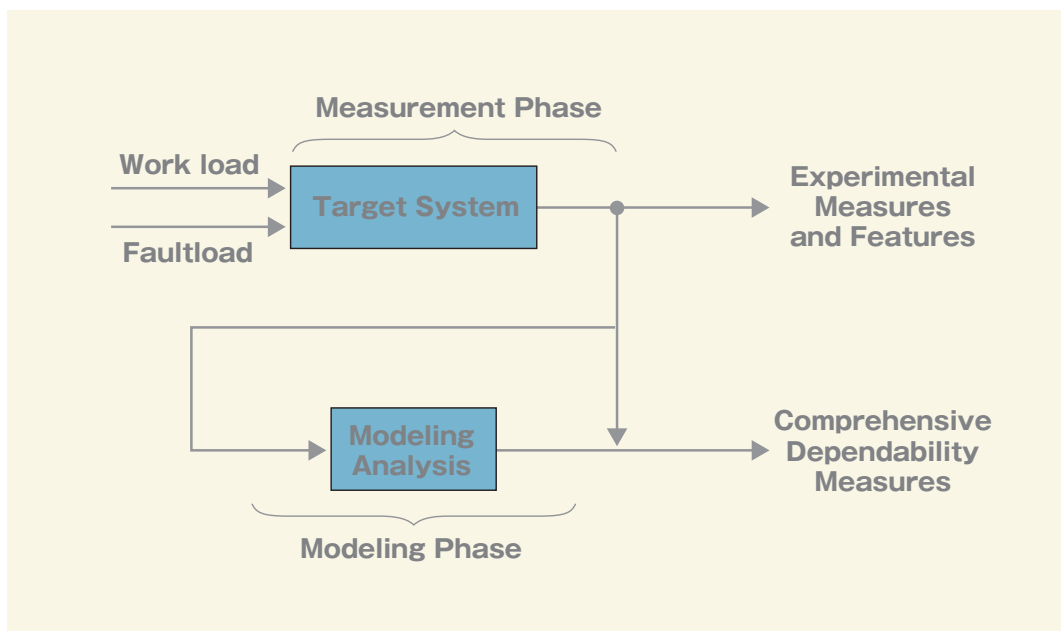 Measurement Phase
Work load
Target System
Faultload
Experimental
Measures
and Features
Modeling
Analysis
Comprehensive
Dependability
Measures
Modeling Phase